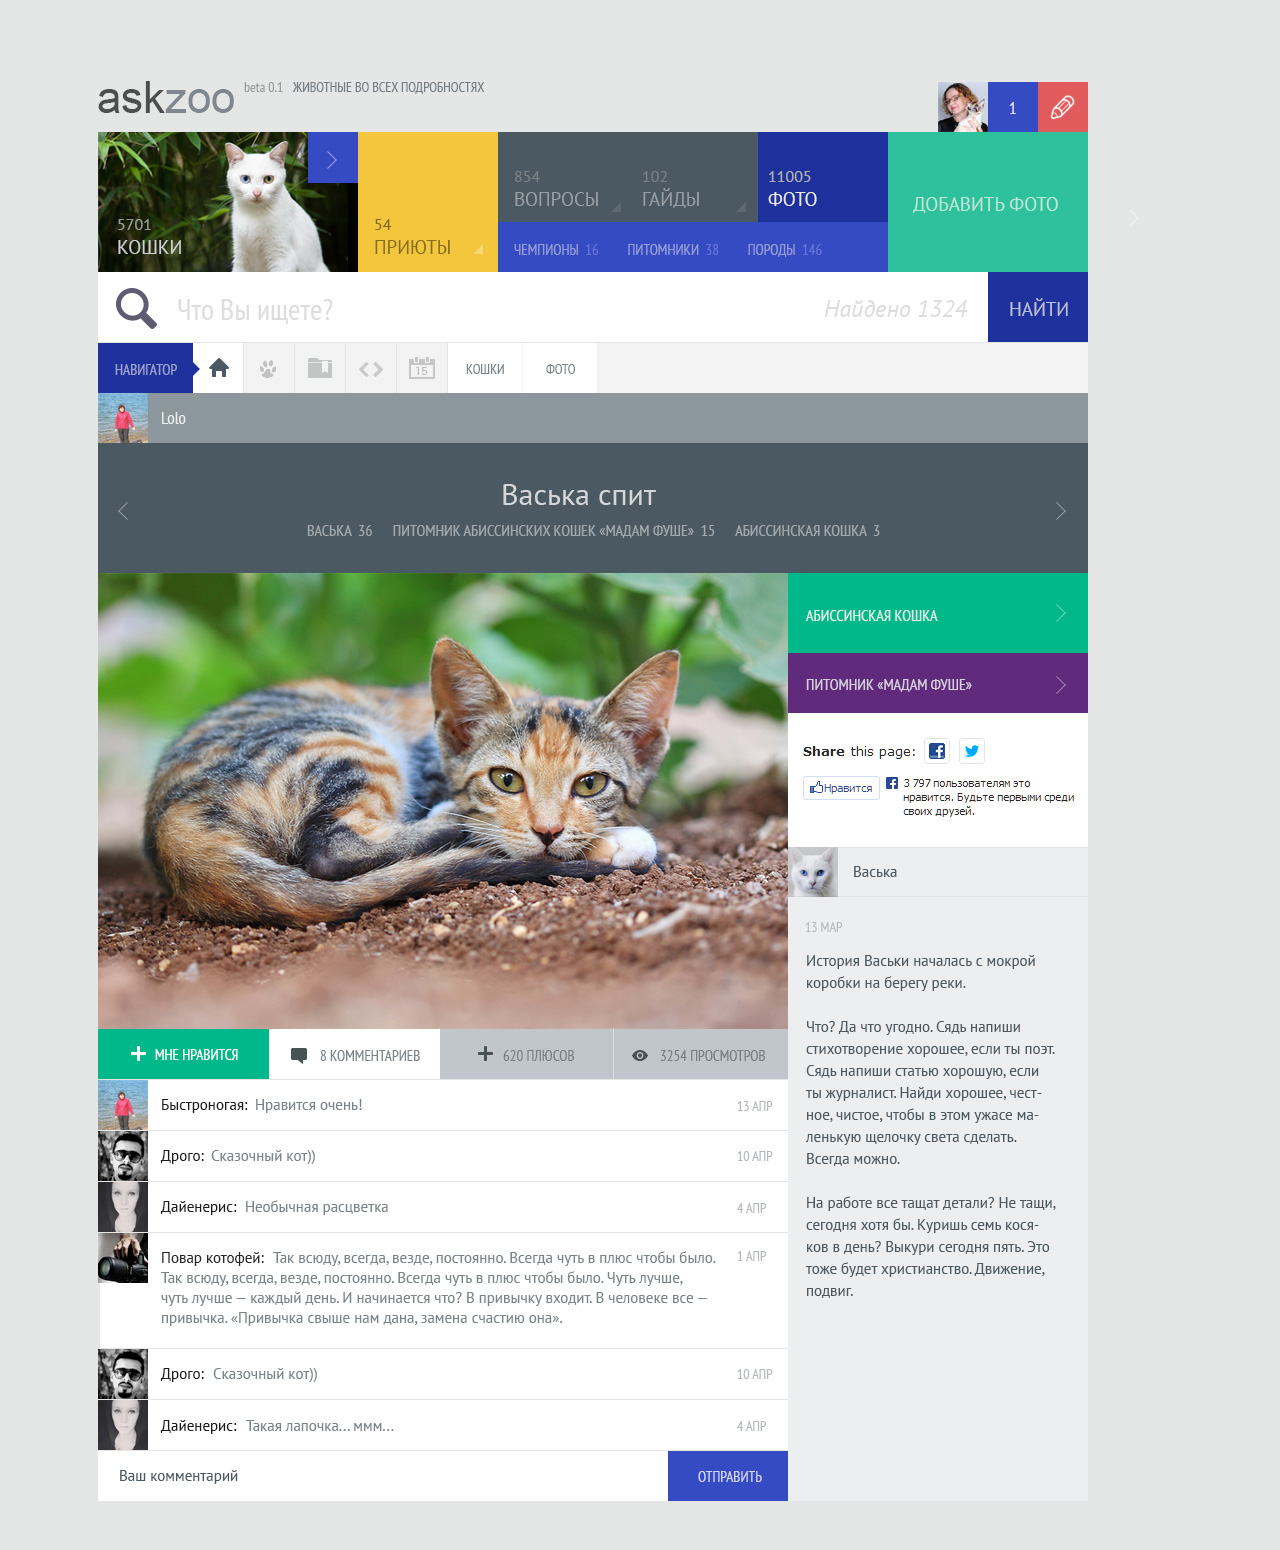 askzoo beta 0.1 ЖИВОТНЫЕ ВО ВСЕХ ПОДРОБНОСТЯХ
1
5701
КОШКИ
54
ПРИЮТЫ
854
ВОПРОСЫ
102
ГАЙДЫ
11005
ФОТО
ЧЕМПИОНЫ 16 ПИТОМНИКИ 38 ПОРОДЫ 146
ДОБАВИТЬ ФОТО
Что Вы ищете? Найдено 1324 НАЙТИ
НАВИГАТОР 15 КОШКИ ФОТО
Lolo
Васька спит
ВАСЬКА 36 ПИТОМНИК АБИССИНСКИХ КОШЕК «МАДАМ ФУШЕ» 15 АБИССИНСКАЯ КОШКА 3
АБИССИНСКАЯ КОШКА
ПИТОМНИК «МАДАМ ФУШЕ»
Share this page:
Нравится
3 797 пользователям это
нравится. Будьте первыми среди
своих друзей.
Васька
13 МАР
История Васьки началась с мокрой
коробки на берегу реки.
Что? Да что угодно. Сядь напиши
стихотворение хорошее, если ты поэт.
Сядь напиши статью хорошую, если
ты журналист. Найди хорошее, чест-
ное, чистое, чтобы в этом ужасе ма-
ленькую щелочку света сделать.
Всегда можно.
На работе все тащат детали? Не тащи,
сегодня хотя бы. Куришь семь кося-
ков в день? Выкури сегодня пять. Это
тоже будет христианство. Движение,
подвиг.
МНЕ НРАВИТСЯ 8 КОММЕНТАРИЕВ 620 ПЛЮСОВ 3254 ПРОСМОТРОВ
Быстроногая: Нравится очень! 13 АПР
Дрого: Сказочный кот)) 10 АПР
Дайенерис: Необычная расцветка 4 АПР
Повар котофей: Так всюду, всегда, везде, постоянно. Всегда чуть в плюс чтобы было. 1 АПР
Так всюду, всегда, везде, постоянно. Всегда чуть в плюс чтобы было. Чуть лучше,
чуть лучше — каждый день. И начинается что? В привычку входит. В человеке все —
привычка. «Привычка свыше нам дана, замена счастию она».
Дрого: Сказочный кот)) 10 АПР
Дайенерис: Такая лапочка... ммм... 4 АПР
Ваш комментарий ОТПРАВИТЬ